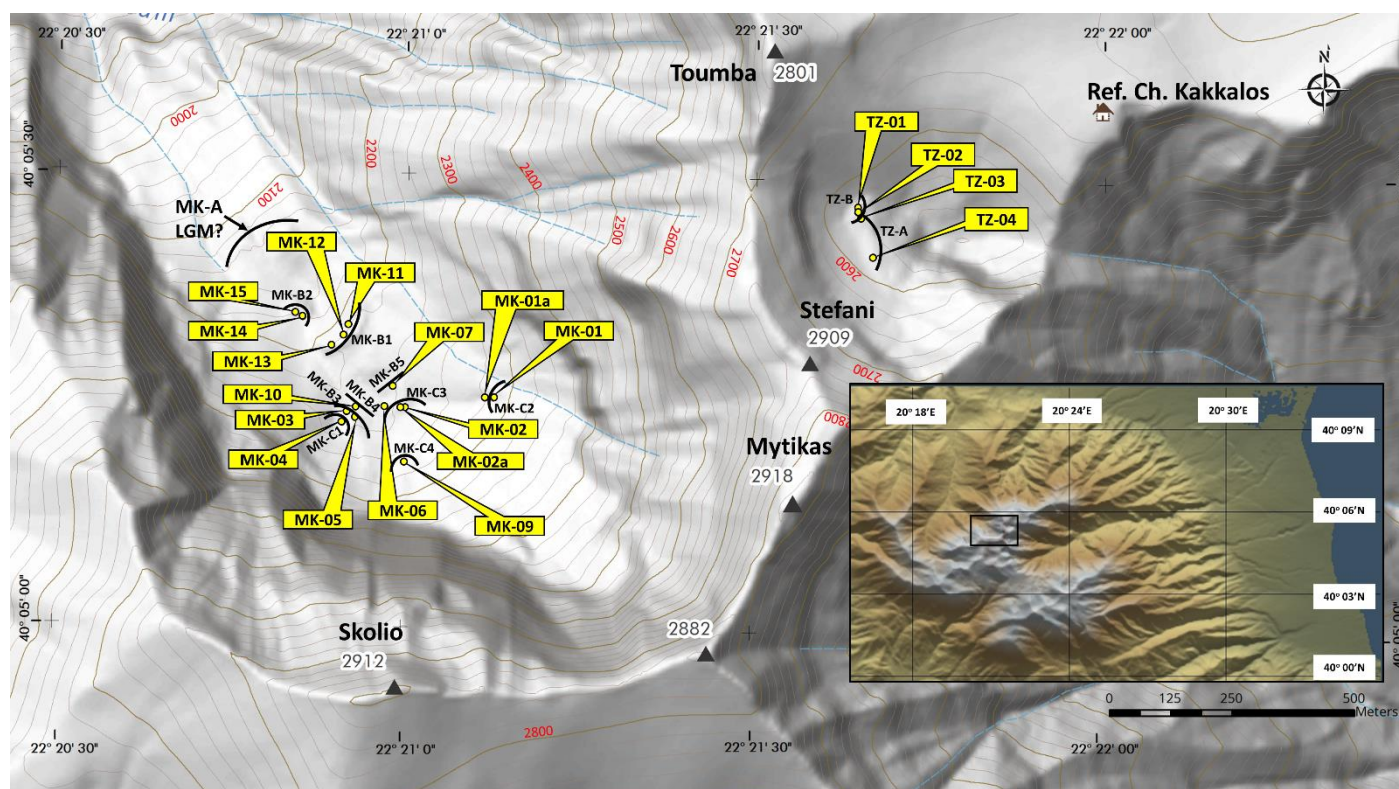 22° 20' 30"
22° 21' 0"
22° 21' 30"
22° 22' 00"
Toumba
2801
N
Ref. Ch. Kakkalos
40° 05' 30"
2000
2100
2200
2300
2400
2500
2600
2700
TZ-01
TZ-02
TZ-03
TZ-04
TZ-B
TZ-A
2600
MK-A
LGM?
MK-12
MK-11
MK-15
MK-B2
MK-14
MK-13
MK-B1
MK-07
MK-01a
MK-01
MK-B5
MK-C2
MK-10
MK-B3
MK-B4
MK-C3
MK-03
MK-C1
MK-02
MK-04
MK-02a
MK-C4
MK-05
MK-06
MK-09
Stefani
2909
2700
2800
Mytikas
2918
20° 18'E
20° 24'E
20° 30'E
40° 09'N
40° 06'N
40° 03'N
40° 00'N
40° 05' 00"
Skolio
2912
2882
2800
0 125 250 500
Meters
22° 20' 30"
22° 21' 0"
22° 21' 30"
22° 22' 00"